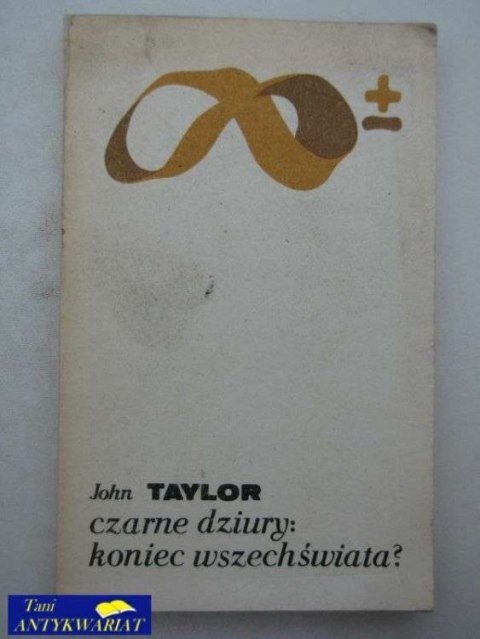 ±
John TAYLOR
czarne dziury:
koniec wszechświata?
Tani
ANTYKWARIAT